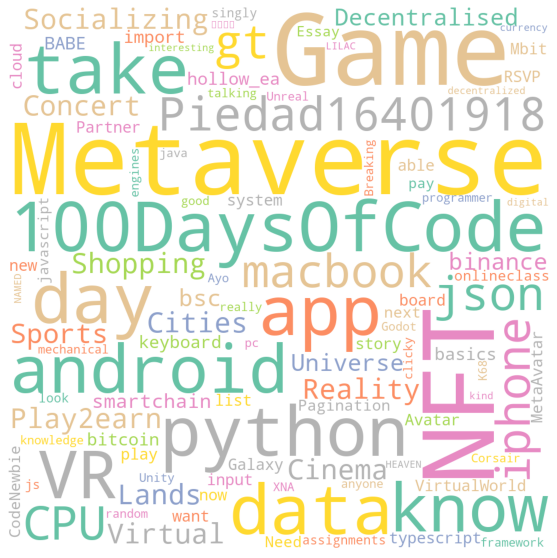 Socializing
singly
Game
Decentralised
currency
BABE
import
gt
Essay
LILAC
Mbit
interesting
cloud
take
hollow_ea
talking
Unreal
decentralized
RSVP
Concert
Piedad16401918
Partner
java
engines
Metaverse
Breaking
able
good
system
pay
programmer
digital
100DaysOfCode
javascript
new
Shopping
macbook
binance
onlineclass
NAMED
day
Ayo
bsc
really
app
board
json
Sports
Cities
keyboard
pc
story
next
Godot
clicky
basics
K68
MetaAvatar
mechanical
android
Universe
look
smartchain
list
Reality
kind
NFT
iphone
Play2earn
Pagination
knowledge
bitcoin
play
python
Avatar
HEAVEN
Corsair
CodeNewbie
VR
Galaxy
Cinema
anyone
VirtualWorld
js
Unity
Lands
now
input
XNA
random
want
CPU
Virtual
data
Need
assignments
know
typescript
framework